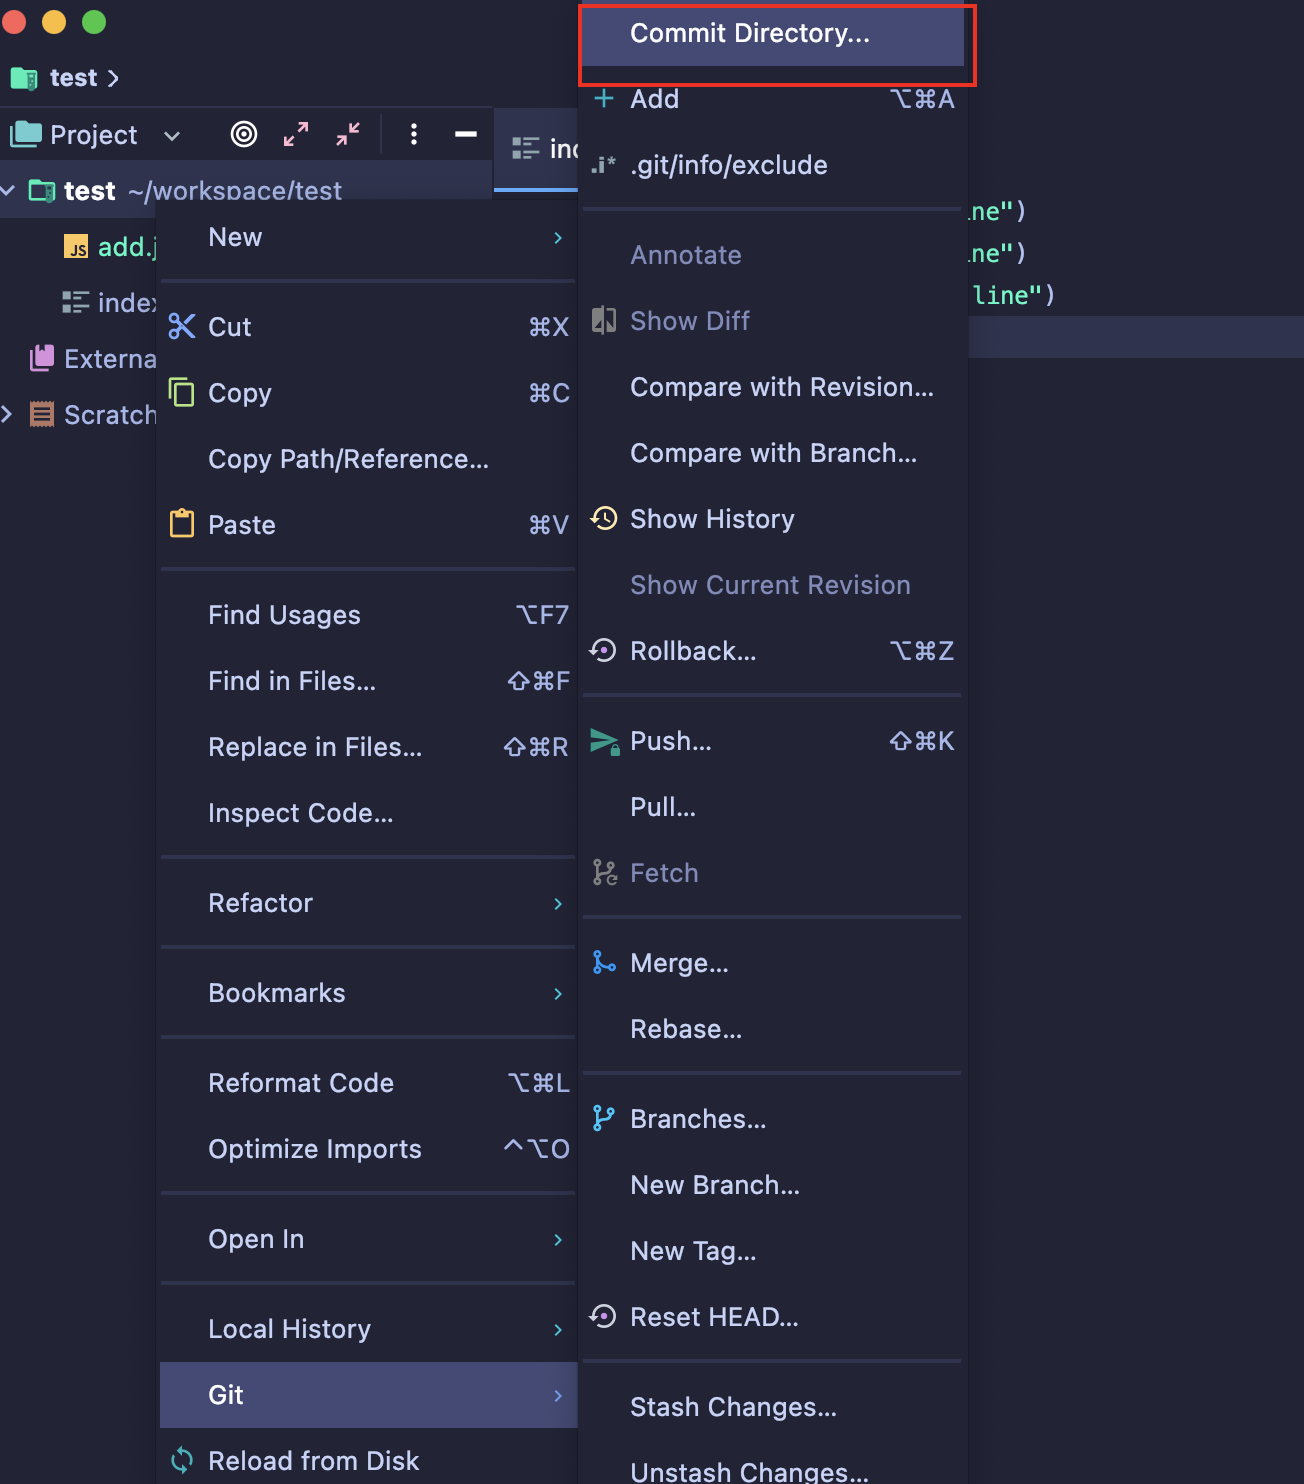 test
Project
test ~/workspace/test
add.j
index
Externa
Scratch
New
Cut ⌘X
Copy ⌘C
Copy Path/Reference...
Paste ⌘V
Find Usages ⌥F7
Find in Files... ⇧⌘F
Replace in Files... ⇧⌘R
Inspect Code...
Refactor
Bookmarks
Reformat Code ⌥⌘L
Optimize Imports ^⌥O
Open In
Local History
Git
Reload from Disk
Commit Directory...
Add ⌥⌘A
.git/info/exclude
Annotate
Show Diff
Compare with Revision...
Compare with Branch...
Show History
Show Current Revision
Rollback... ⌥⌘Z
Push... ⇧⌘K
Pull...
Fetch
Merge...
Rebase...
Branches...
New Branch...
New Tag...
Reset HEAD...
Stash Changes...
Unstash Changes...
ine")
ine")
line")